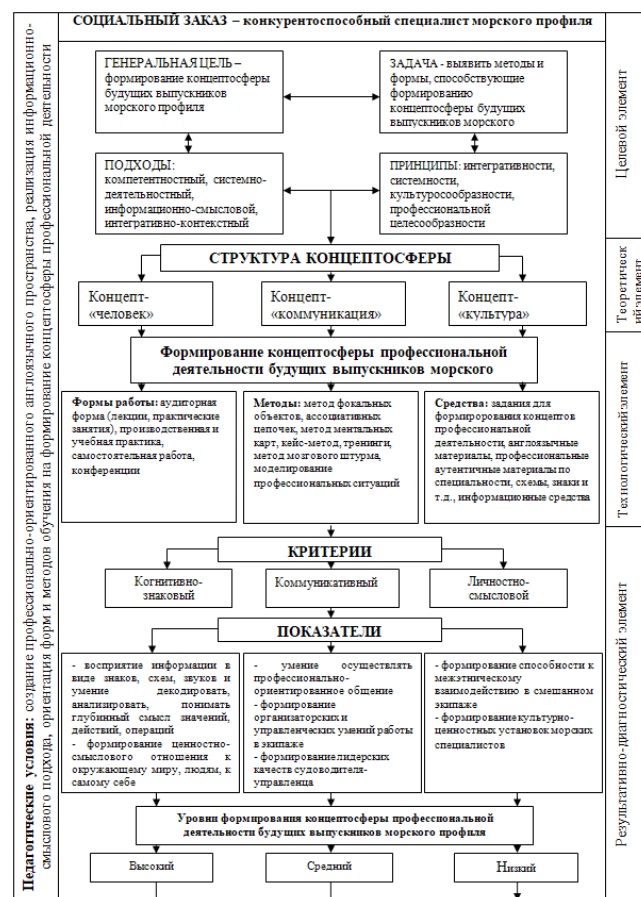 СОЦИАЛЬНЫЙ ЗАКАЗ – конкурентоспособный специалист морского профиля
ГЕНЕРАЛЬНАЯ ЦЕЛЬ –
формирование концептосферы
будущих выпускников
морского профиля
ЗАДАЧА - выявить методы и
формы, способствующие
формированию
концептосферы будущих
выпускников морского
ПОДХОДЫ:
компетентностный, системно-
деятельностный,
информационно-смысловой,
интегративно-контекстный
ПРИНЦИПЫ: интегративности,
системности,
культуросообразности,
профессиональной
целесообразности
Целевой элемент
СТРУКТУРА КОНЦЕПТОСФЕРЫ
Концепт-
«человек»
Концепт-
«коммуникация»
Концепт-
«культура»
Теоретическ
ий элемент
Формирование концептосферы профессиональной
деятельности будущих выпускников морского
Формы работы: аудиторная
форма (лекции, практические
занятия), производственная и
учебная практика,
самостоятельная работа,
конференции
Методы: метод фокальных
объектов, ассоциативных
цепочек, метод ментальных
карт, кейс-метод, тренинги,
метод мозгового штурма,
моделирование
профессиональных ситуаций
Средства: задания для
формиророва­ния концептов
профессиональной
деятельности, англоязычные
материалы, профессиональные
аутентичные материалы по
специальности, схемы, знаки и
т.д., информационные средства
Технологический элемент
КРИТЕРИИ
Когнитивно-
знаковый
Коммуникативный
Личностно-
смысловой
ПОКАЗАТЕЛИ
- восприятие информации в
виде знаков, схем, звуков и
умение декодировать,
анализировать, понимать
глубинный смысл значений,
действий, операций
- формирование ценностно-
смыслового отношения к
окружающему миру, людям, к
самому себе
- умение осуществлять
профессионально-
ориентированное общение
- формирование
организаторских и
управленческих умений работы
в экипаже
- формирование лидерских
качеств судоводителя-
управленца
- формирование способности к
межэтническому
взаимодействию в смешанном
экипаже
- формирование культурно-
ценностных установок морских
специалистов
Уровни формирования концептосферы профессиональной
деятельности будущих выпускников морского профиля
Высокий
Средний
Низкий
Результативно-диагностический элемент
Педагогические условия: создание профессионально-ориентированного англоязычного пространства, реализация информационно-
смыслового подхода, ориентация форм и методов обучения на формирование концептосферы профессиональной деятельности